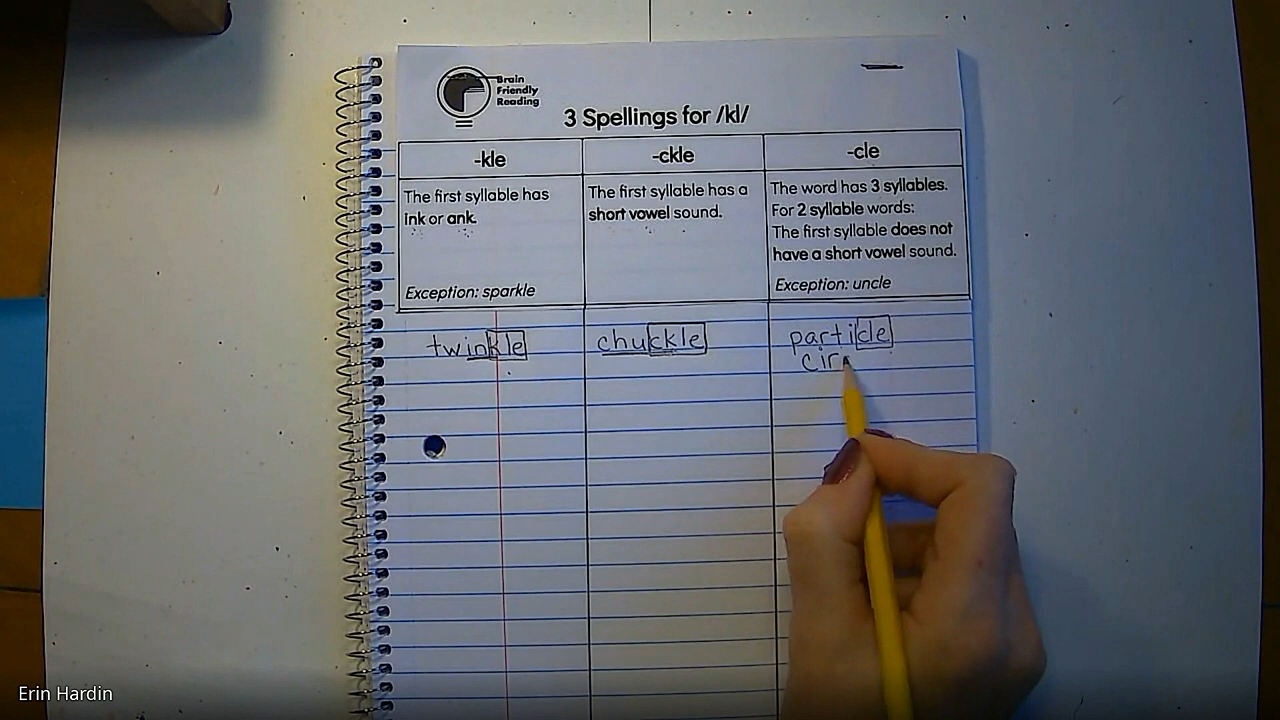 Brain
Friendly
Reading
3 Spellings for /kl/
-kle
-ckle
-cle
The first syllable has
ink or ank.
Exception: sparkle
The first syllable has a
short vowel sound.
The word has 3 syllables.
For 2 syllable words:
The first syllable does not
have a short vowel sound.
Exception: uncle
twinkle
chuckle
particle
cir
Erin Hardin